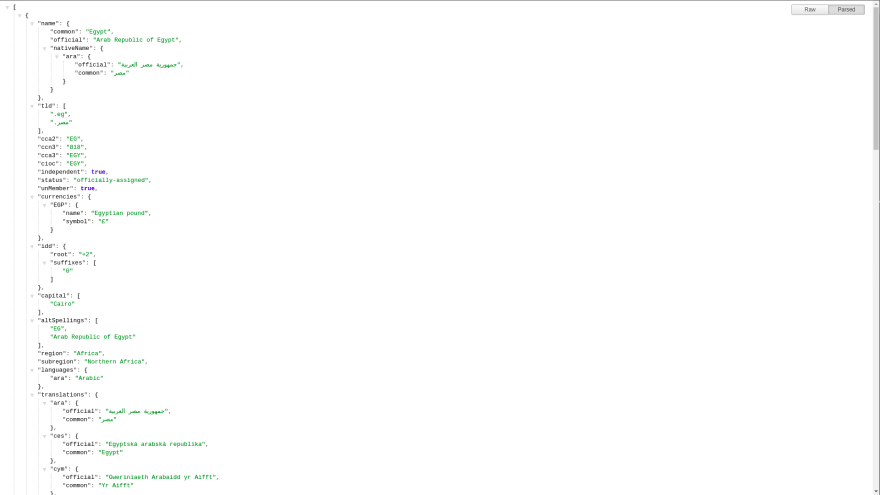 Raw Parsed
[
{
"name": {
"common": "Egypt",
"official": "Arab Republic of Egypt",
"nativeName": {
"ara": {
"official": "جمهورية مصر العربية",
"common": "مصر"
}
}
},
"tld": [
".eg",
".مصر"
],
"cca2": "EG",
"ccn3": "818",
"cca3": "EGY",
"cioc": "EGY",
"independent": true,
"status": "officially-assigned",
"unMember": true,
"currencies": {
"EGP": {
"name": "Egyptian pound",
"symbol": "£"
}
},
"idd": {
"root": "+2",
"suffixes": [
"0"
]
},
"capital": [
"Cairo"
],
"altSpellings": [
"EG",
"Arab Republic of Egypt"
],
"region": "Africa",
"subregion": "Northern Africa",
"languages": {
"ara": "Arabic"
},
"translations": {
"ara": {
"official": "جمهورية مصر العربية",
"common": "مصر"
},
"ces": {
"official": "Egyptská arabská republika",
"common": "Egypt"
},
"cym": {
"official": "Gweriniaeth Arabaidd yr Aifft",
"common": "Yr Aifft"
},